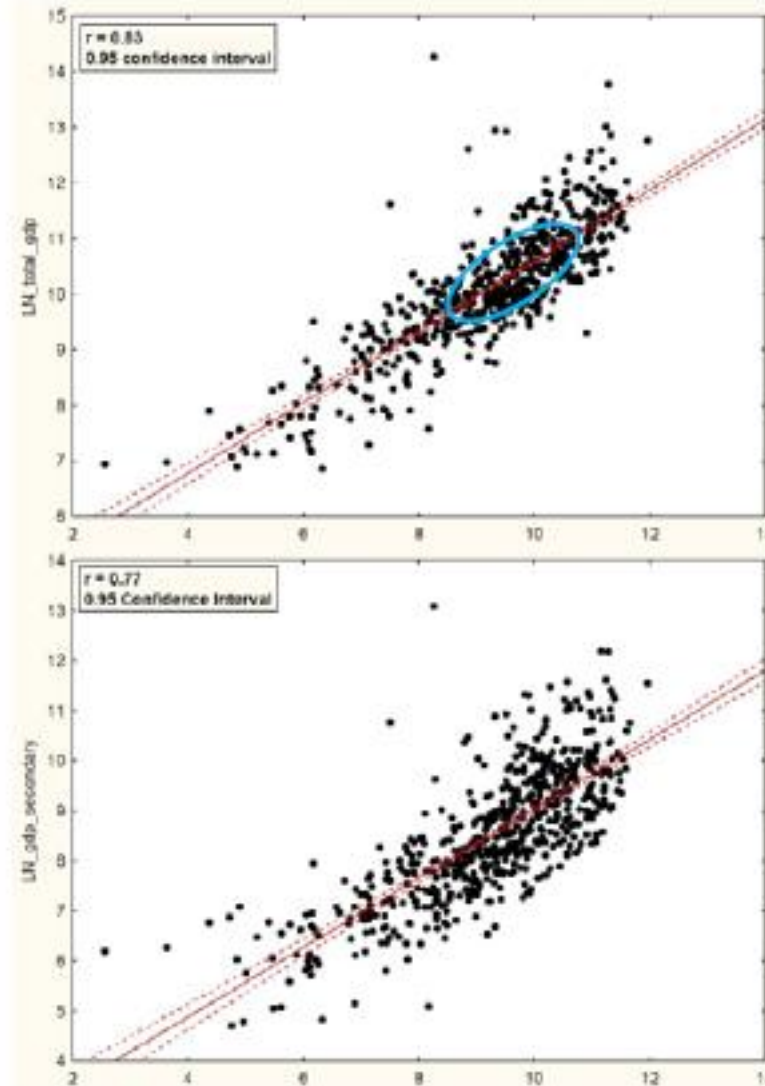 15
r = 0.83
0.95 confidence interval
14
13
12
11
10
9
8
7
6
LN_total_gdp
2 4 6 8 10 12 14
14
r = 0.77
0.95 Confidence Interval
13
12
11
10
9
8
7
6
5
4
LN_gdp_secondary
2 4 6 8 10 12 14